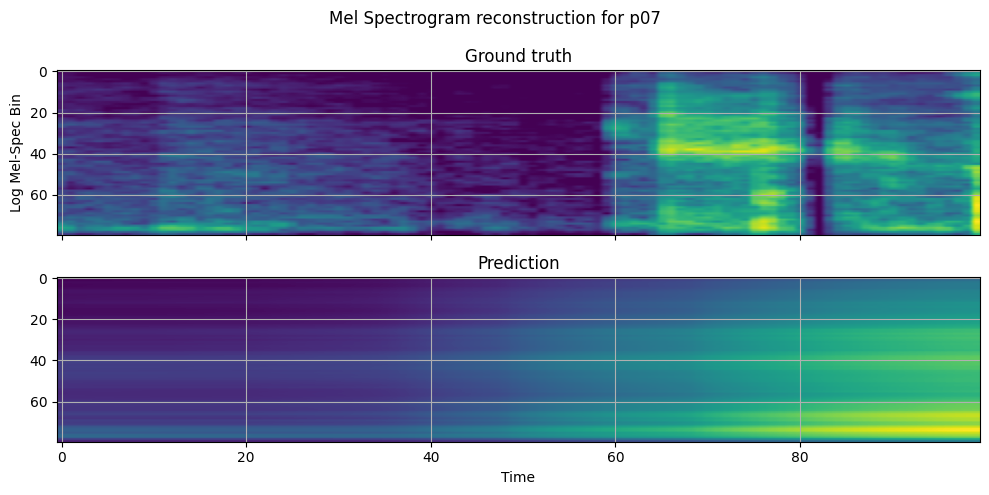 Mel Spectrogram reconstruction for p07
Ground truth
0
20
40
60
Log Mel-Spec Bin
Prediction
0
20
40
60
0 20 40 60 80
Time